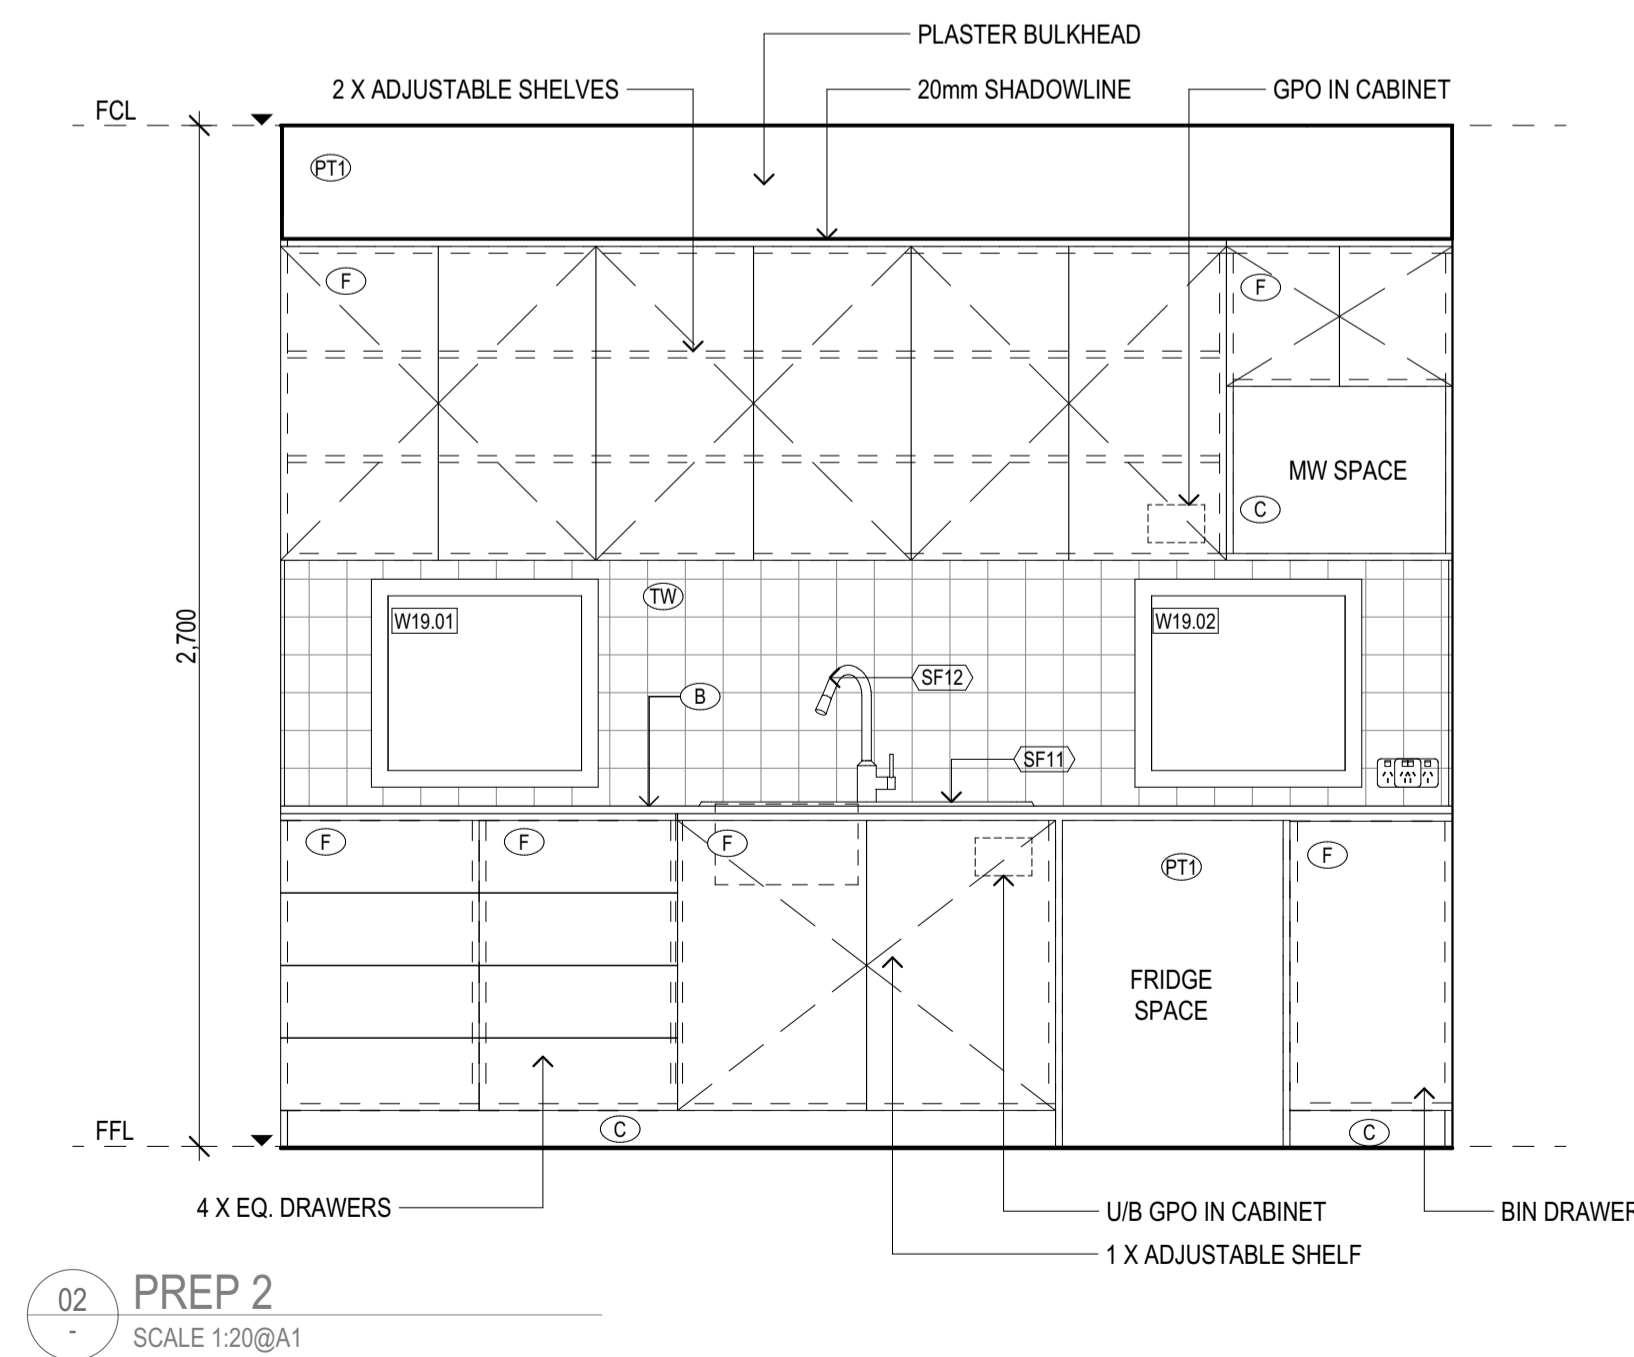 PLASTER BULKHEAD
2 X ADJUSTABLE SHELVES
20mm SHADOWLINE
GPO IN CABINET
FCL
PT1
F
F
MW SPACE
C
2,700
TW
W19.01
W19.02
SF12
B
SF11
F
F
F
PT1
F
FRIDGE
SPACE
FFL
C
C
4 X EQ. DRAWERS
U/B GPO IN CABINET
BIN DRAWER
1 X ADJUSTABLE SHELF
02
-
PREP 2
SCALE 1:20@A1